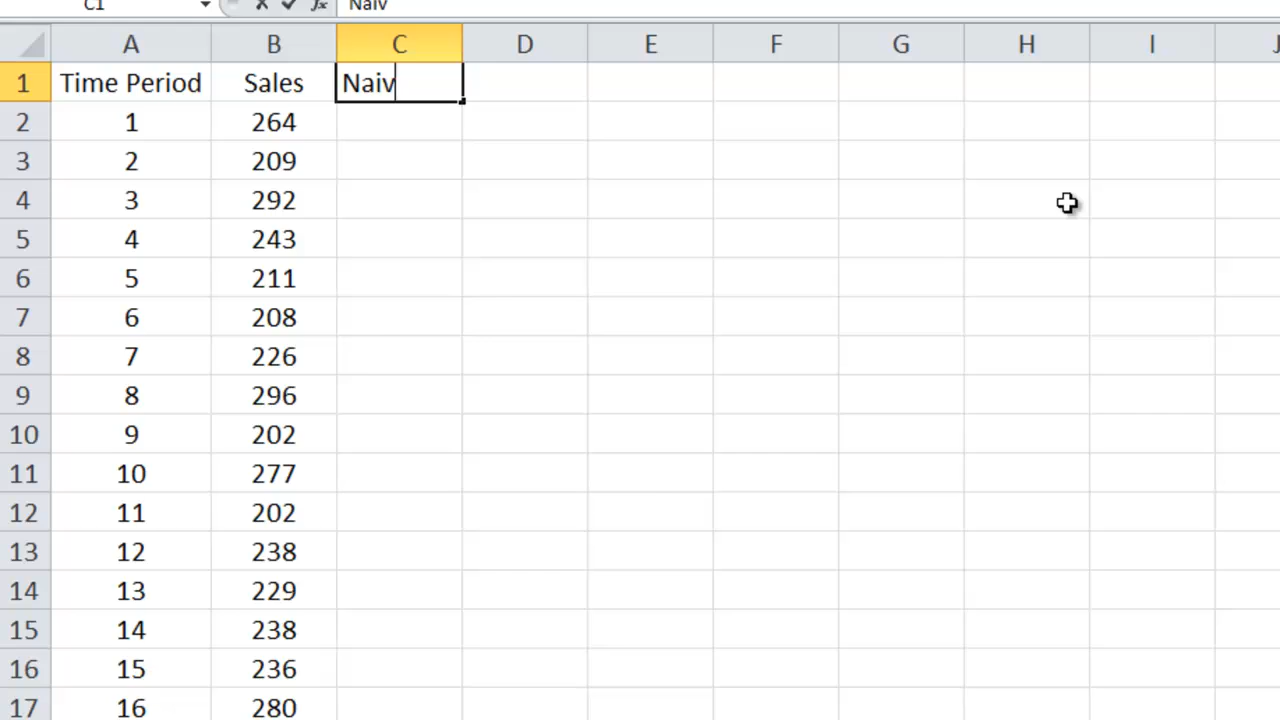 C1 fx Naiv
A B C D E F G H I J
1 Time Period Sales Naiv
2 1 264
3 2 209
4 3 292
5 4 243
6 5 211
7 6 208
8 7 226
9 8 296
10 9 202
11 10 277
12 11 202
13 12 238
14 13 229
15 14 238
16 15 236
17 16 280